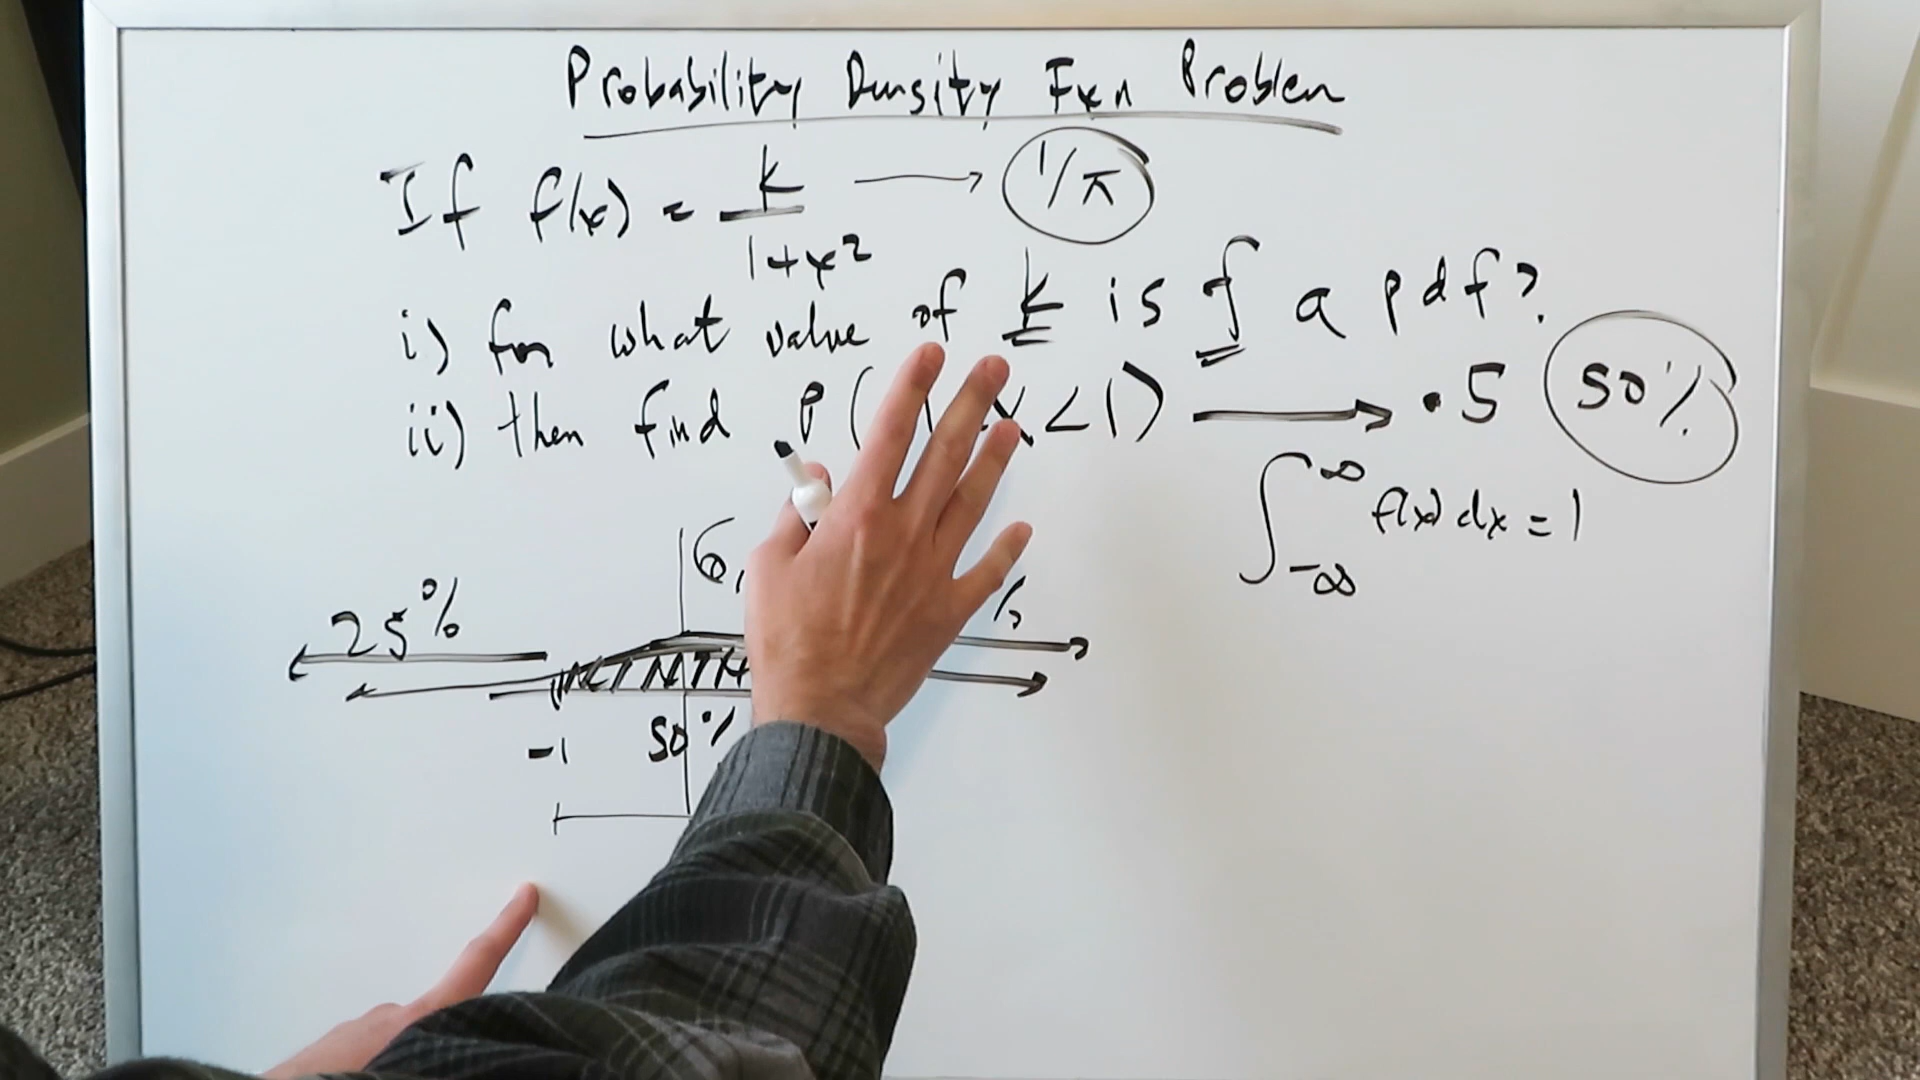 Probability Density Fxn Problem
If f(x) = k/1+x² → 1/π
i) for what value of k is f a pdf?
ii) then find P( X<1) → .5 50%
∫_-∞^∞ f(x) dx = 1
25% %
-1 50%